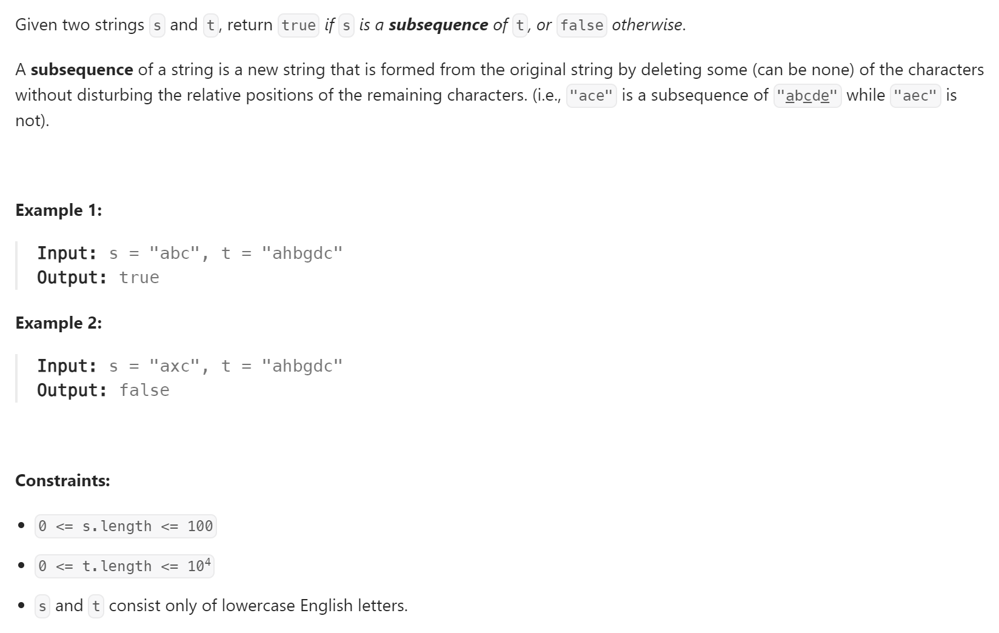 Given two strings s and t, return true if s is a subsequence of t, or false otherwise.
A subsequence of a string is a new string that is formed from the original string by deleting some (can be none) of the characters
without disturbing the relative positions of the remaining characters. (i.e., "ace" is a subsequence of "abcde" while "aec" is
not).
Example 1:
Input: s = "abc", t = "ahbgdc"
Output: true
Example 2:
Input: s = "axc", t = "ahbgdc"
Output: false
Constraints:
• 0 <= s.length <= 100
• 0 <= t.length <= 10⁴
• s and t consist only of lowercase English letters.